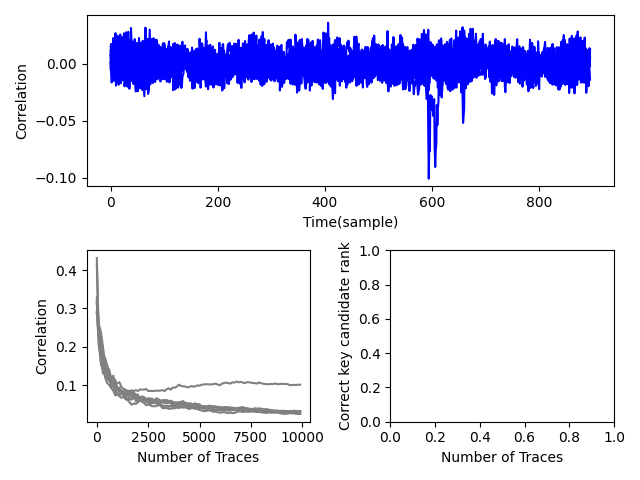 0.00
−0.05
−0.10
Correlation
0 200 400 600 800
Time(sample)
0.4
0.3
0.2
0.1
Correlation
0 2500 5000 7500 10000
Number of Traces
1.0
0.8
0.6
0.4
0.2
0.0
Correct key candidate rank
0.0 0.2 0.4 0.6 0.8 1.0
Number of Traces